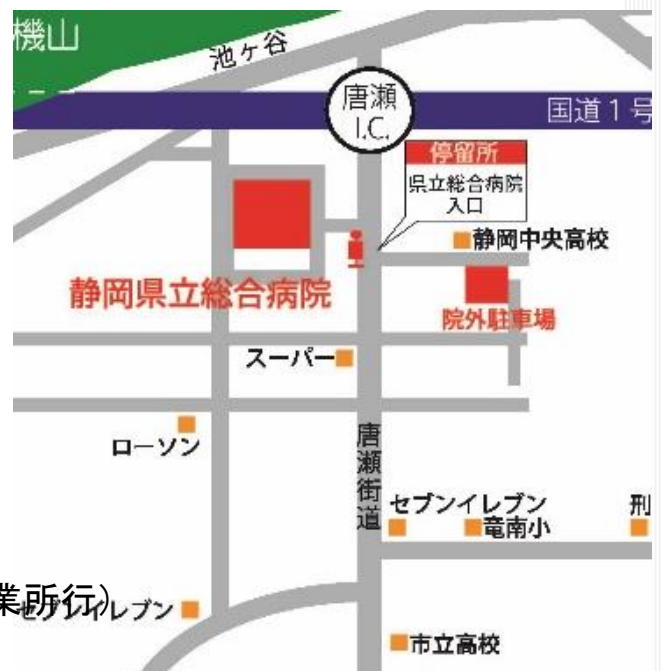 機山
池ヶ谷
唐瀬
I.C.
国道1号
停留所
県立総合病院
入口
静岡中央高校
静岡県立総合病院
院外駐車場
スーパー
ローソン
唐瀬街道
セブンイレブン
竜南小
刑
業所行)
セブンイレブン
市立高校